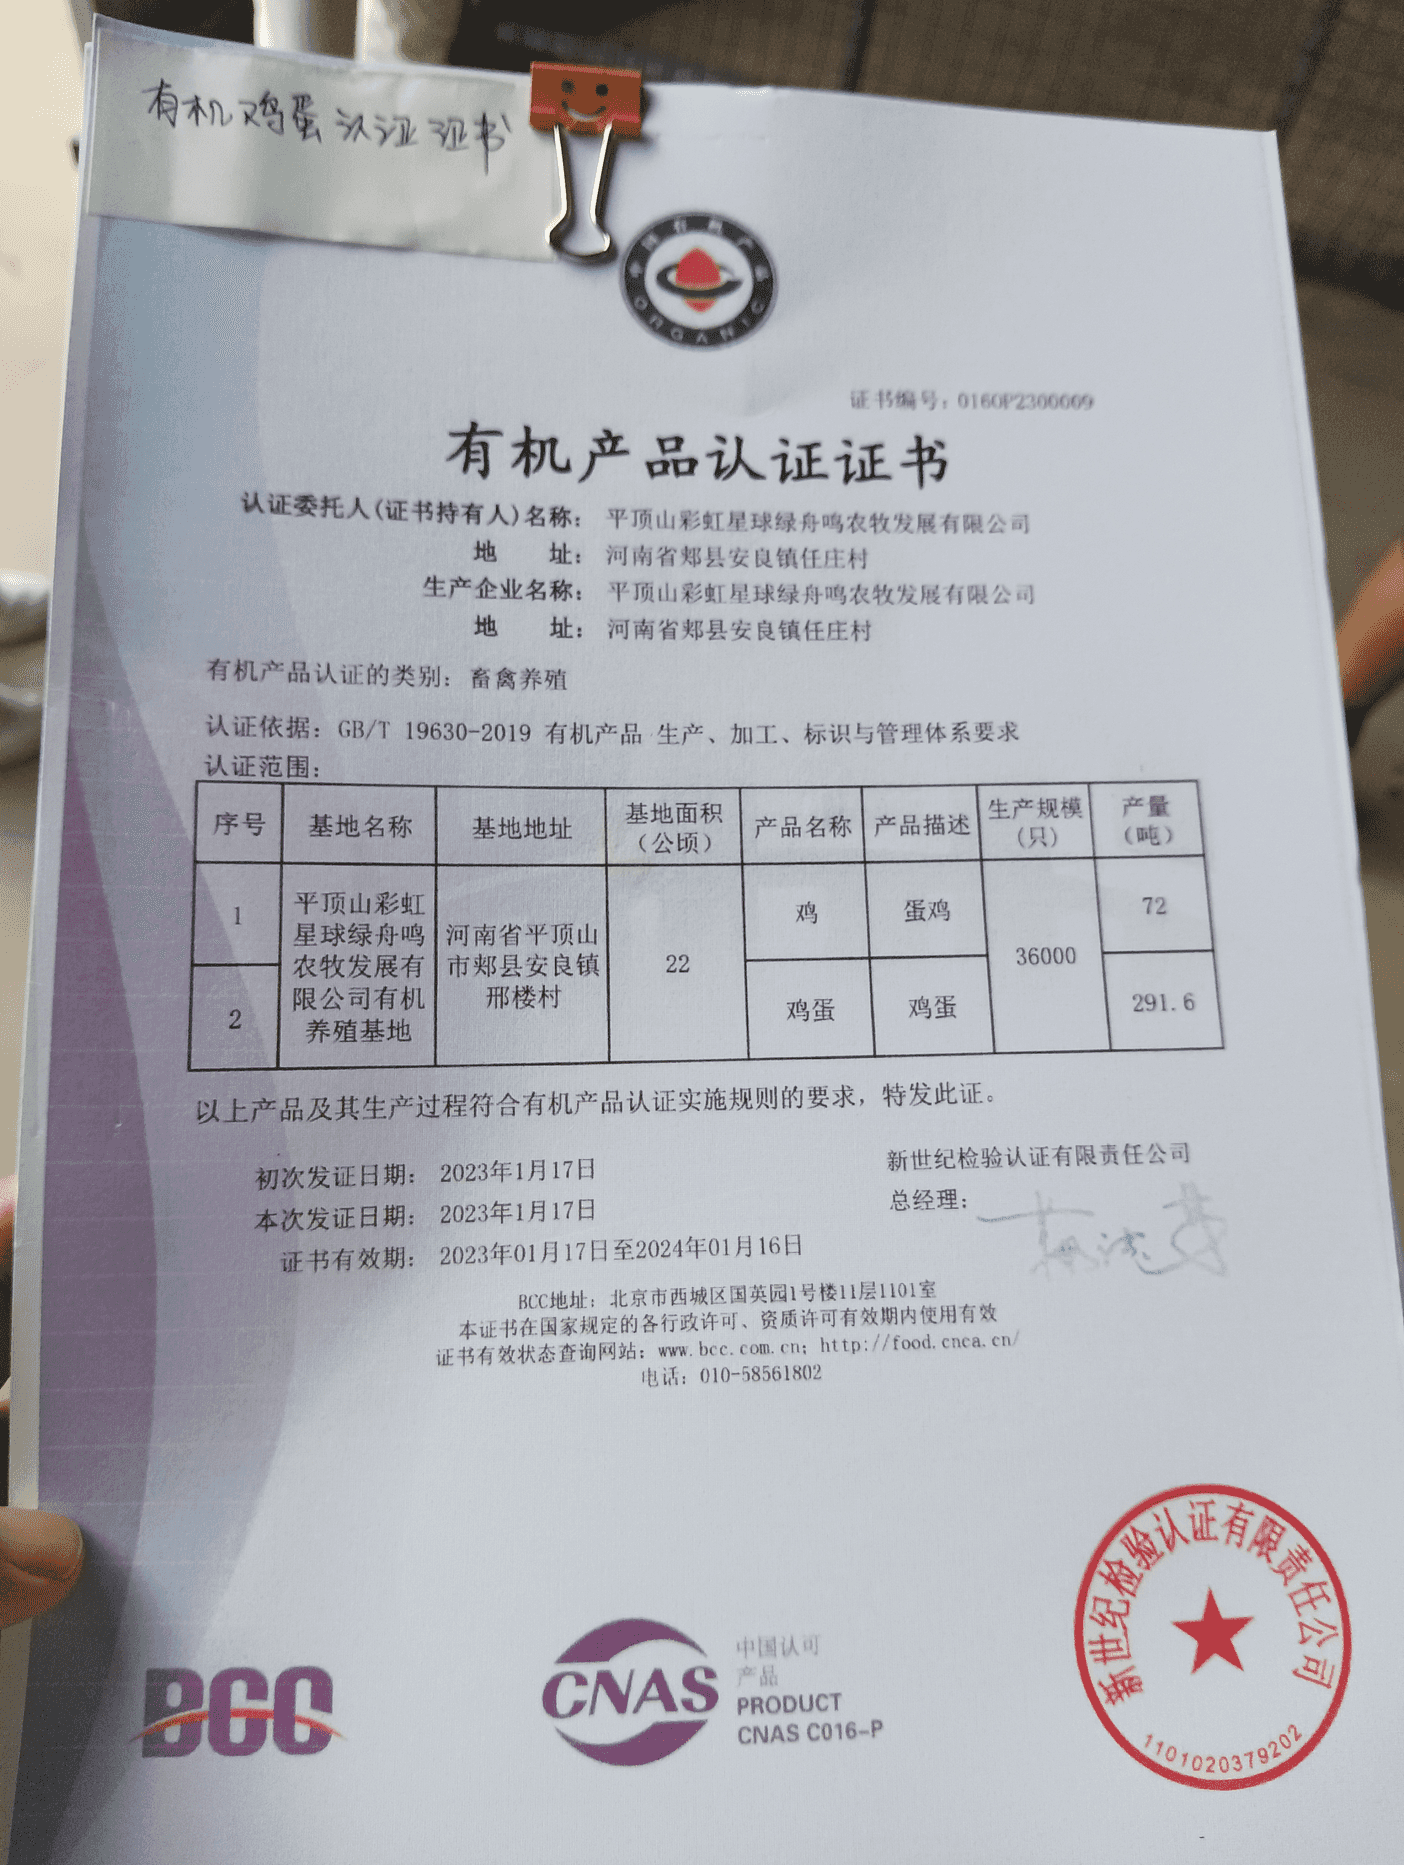 有机鸡蛋认证证书
中国有机产品
ORGANIC
证书编号：016OP2300009
有机产品认证证书
认证委托人(证书持有人)名称： 平顶山彩虹星球绿舟鸣农牧发展有限公司
地 址： 河南省郏县安良镇任庄村
生产企业名称： 平顶山彩虹星球绿舟鸣农牧发展有限公司
地 址： 河南省郏县安良镇任庄村
有机产品认证的类别：畜禽养殖
认证依据：GB/T 19630-2019 有机产品 生产、加工、标识与管理体系要求
认证范围：
序号 基地名称 基地地址 基地面积（公顷） 产品名称 产品描述 生产规模（只） 产量（吨）
1 平顶山彩虹星球绿舟鸣农牧发展有限公司有机养殖基地 河南省平顶山市郏县安良镇邢楼村 22 鸡 蛋鸡 36000 72
2 鸡蛋 鸡蛋 291.6
以上产品及其生产过程符合有机产品认证实施规则的要求，特发此证。
初次发证日期： 2023年1月17日
本次发证日期： 2023年1月17日
证书有效期： 2023年01月17日至2024年01月16日
新世纪检验认证有限责任公司
总经理：
BCC地址：北京市西城区国英园1号楼11层1101室
本证书在国家规定的各行政许可、资质许可有效期内使用有效
证书有效状态查询网站：www.bcc.com.cn；http://food.cnca.cn/
电话：010-58561802
BCC
CNAS
中国认可
产品
PRODUCT
CNAS C016-P
新世纪检验认证有限责任公司
1101020379202